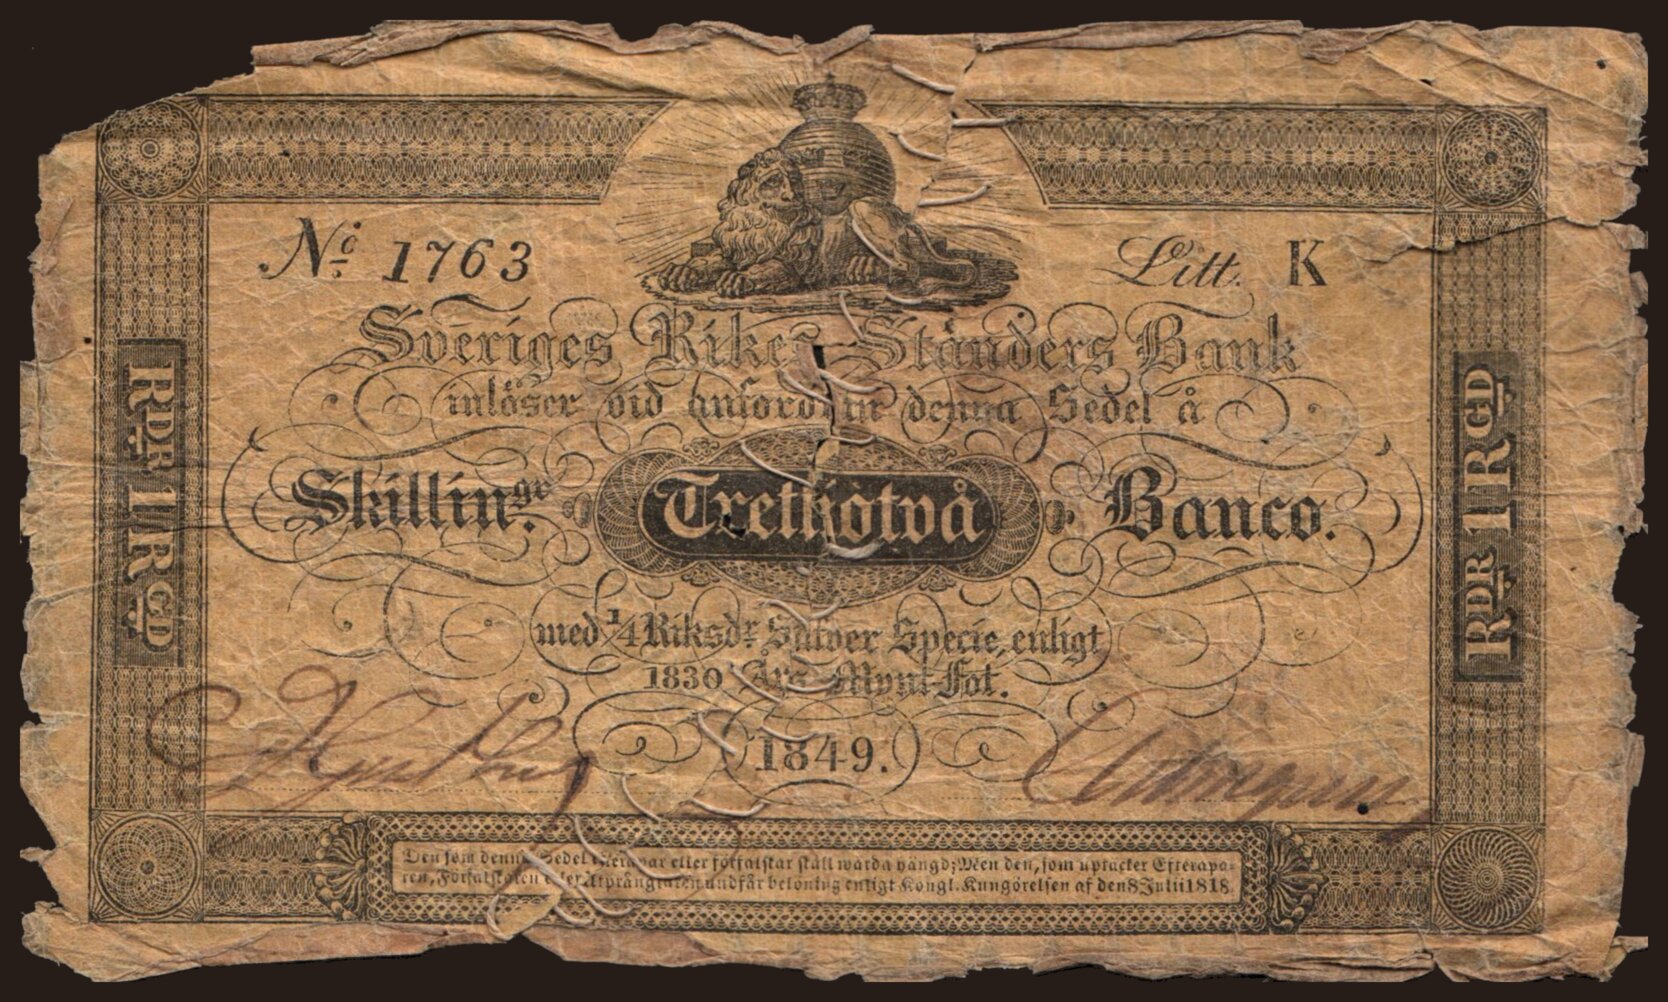 No 1763
Litt. K
Sveriges Rikes Ständers Bank
inlöser vid anfordran denna Sedel å
Skillingr. Trettiotvå Banco.
med 1/4 Riksdr Silver Specie, enligt
1830 Års Mynt-Fot.
1849.
RDR 1 RGD
RDR 1 RGD
Den som denna Sedel efterapar eller förfalskar skall warda hängd; Men den, som uptäcker Efterapa-
ren, Förfalskaren eller Utprånglaren undfår belöning enligt Kongl. Kungörelsen af den 8 Julii 1818.